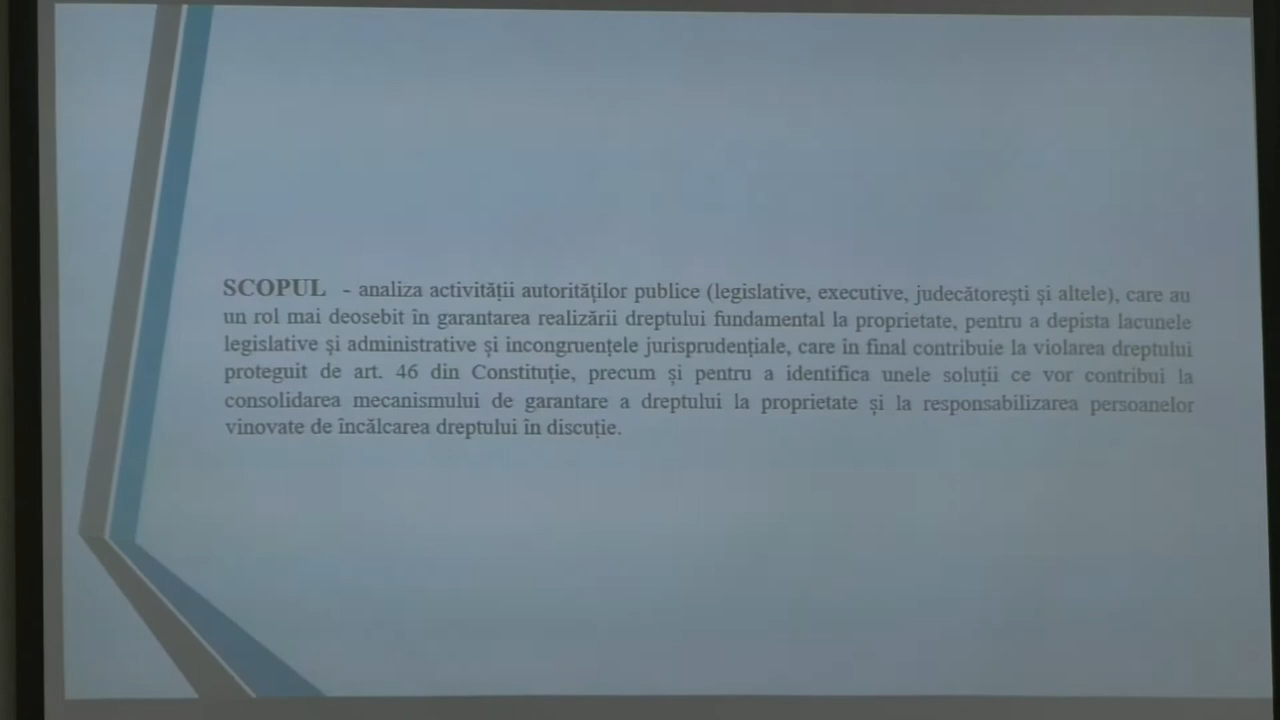 SCOPUL - analiza activității autorităților publice (legislative, executive, judecătorești și altele), care au
un rol mai deosebit în garantarea realizării dreptului fundamental la proprietate, pentru a depista lacunele
legislative și administrative și incongruențele jurisprudențiale, care în final contribuie la violarea dreptului
proteguit de art. 46 din Constituție, precum și pentru a identifica unele soluții ce vor contribui la
consolidarea mecanismului de garantare a dreptului la proprietate și la responsabilizarea persoanelor
vinovate de încălcarea dreptului în discuție.